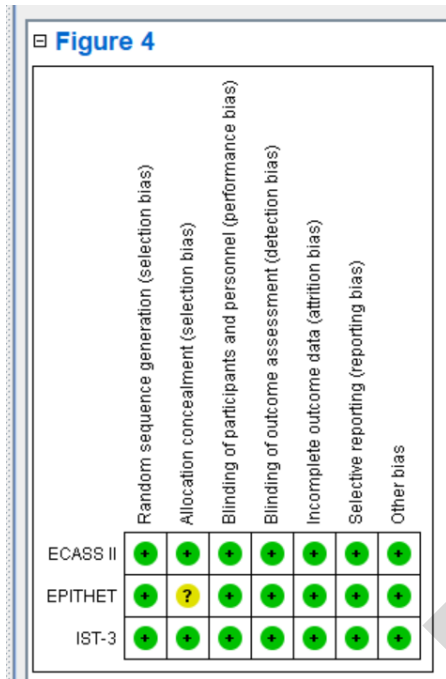 Figure 4
Random sequence generation (selection bias)
Allocation concealment (selection bias)
Blinding of participants and personnel (performance bias)
Blinding of outcome assessment (detection bias)
Incomplete outcome data (attrition bias)
Selective reporting (reporting bias)
Other bias
ECASS II + + + + + + +
EPITHET + ? + + + + +
IST-3 + + + + + + +